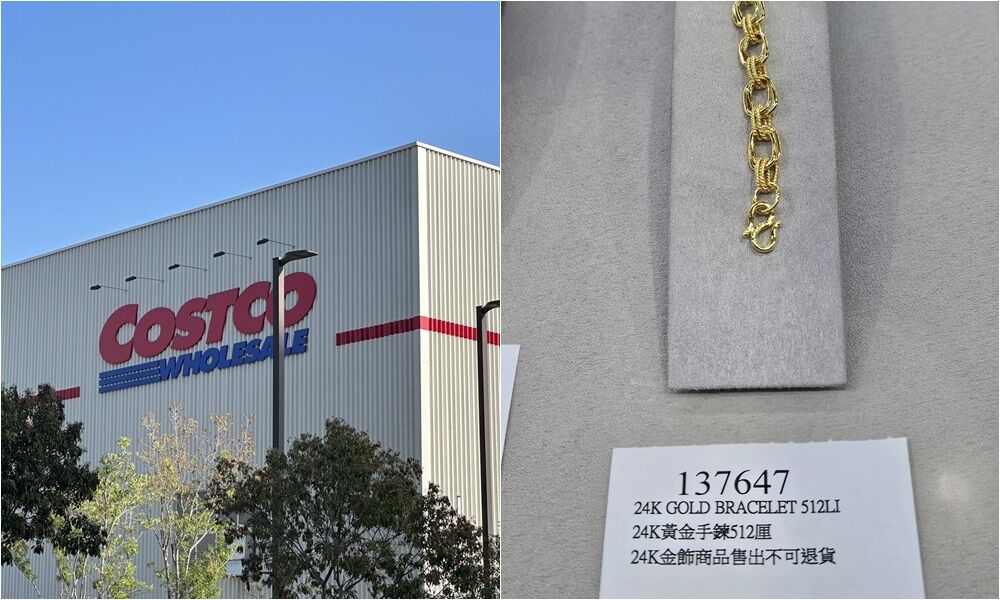 COSTCO
WHOLESALE
137647
24K GOLD BRACELET 512LI
24K黃金手鍊512厘
24K金飾商品售出不可退貨